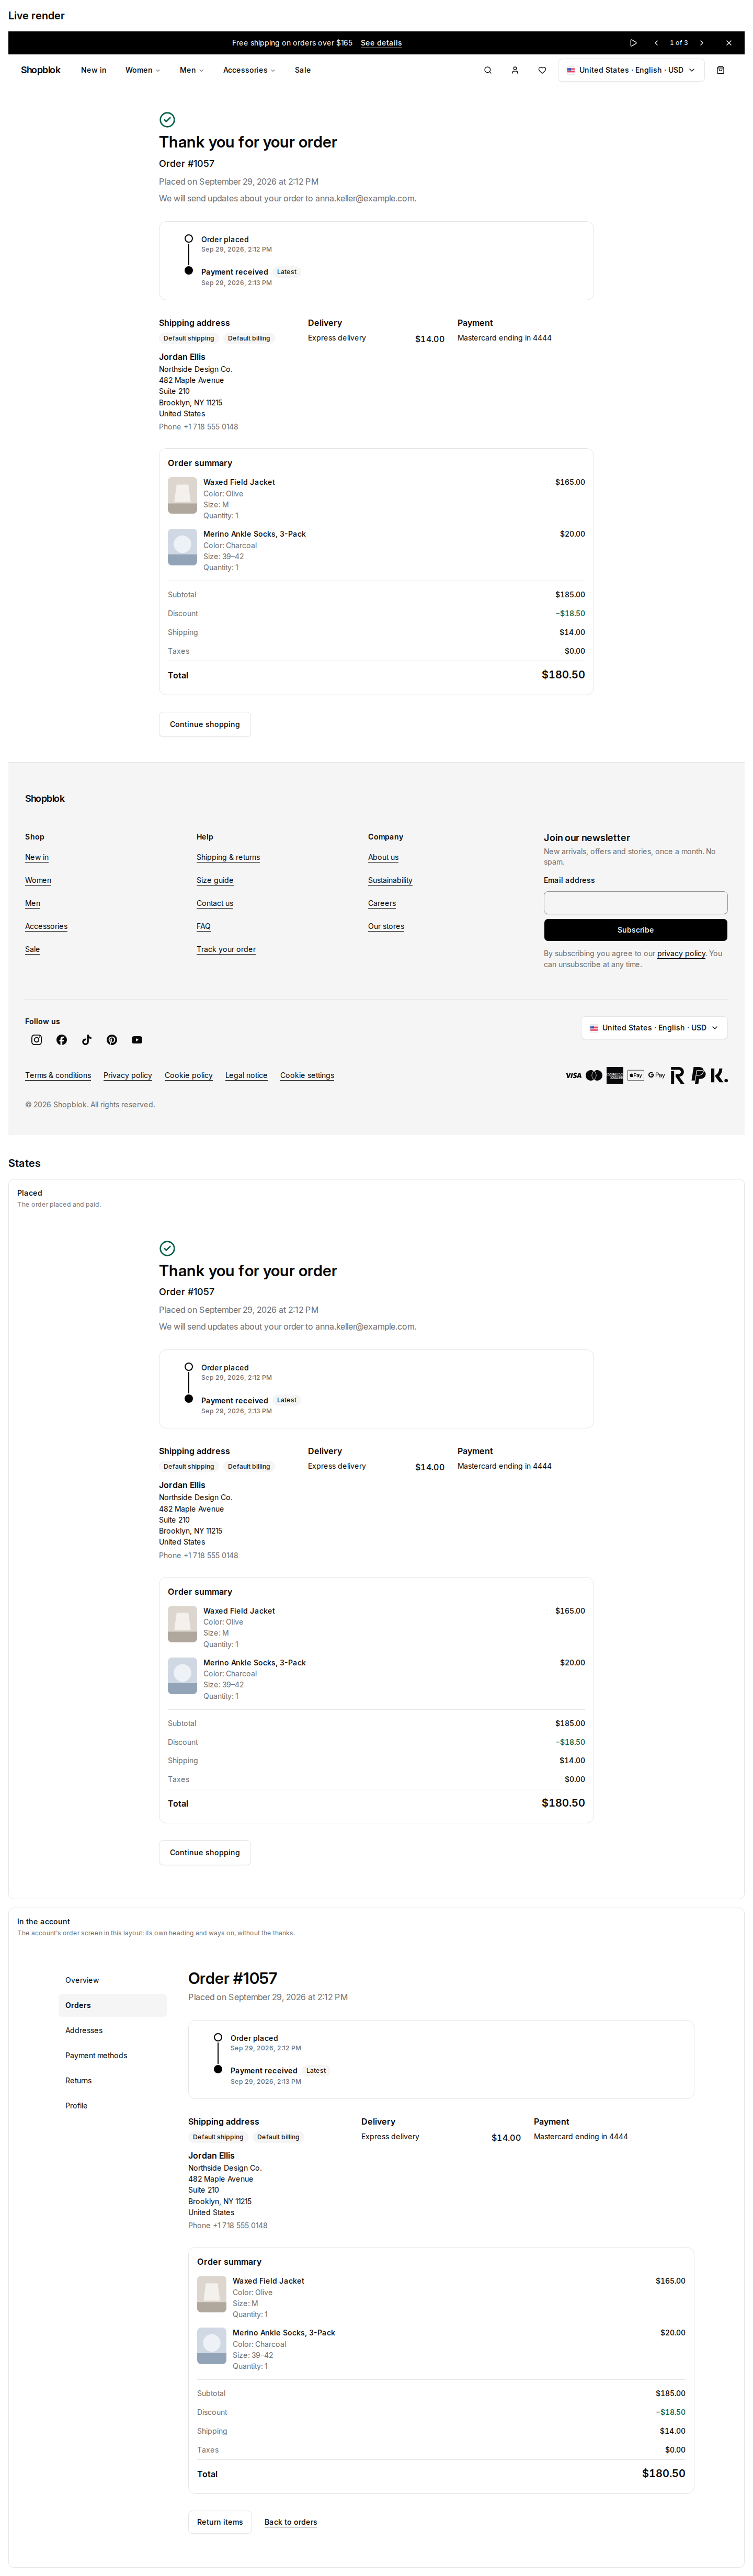 Live render
Free shipping on orders over $165 See details
1 of 3
Shopblok New in Women Men Accessories Sale
United States · English · USD
Thank you for your order
Order #1057
Placed on September 29, 2026 at 2:12 PM
We will send updates about your order to anna.keller@example.com.
Order placed
Sep 29, 2026, 2:12 PM
Payment received Latest
Sep 29, 2026, 2:13 PM
Shipping address
Default shipping Default billing
Jordan Ellis
Northside Design Co.
482 Maple Avenue
Suite 210
Brooklyn, NY 11215
United States
Phone +1 718 555 0148
Delivery
Express delivery $14.00
Payment
Mastercard ending in 4444
Order summary
Waxed Field Jacket $165.00
Color: Olive
Size: M
Quantity: 1
Merino Ankle Socks, 3-Pack $20.00
Color: Charcoal
Size: 39–42
Quantity: 1
Subtotal $185.00
Discount −$18.50
Shipping $14.00
Taxes $0.00
Total $180.50
Continue shopping
Shopblok
Shop
New in
Women
Men
Accessories
Sale
Help
Shipping & returns
Size guide
Contact us
FAQ
Track your order
Company
About us
Sustainability
Careers
Our stores
Join our newsletter
New arrivals, offers and stories, once a month. No
spam.
Email address
Subscribe
By subscribing you agree to our privacy policy. You
can unsubscribe at any time.
Follow us
United States · English · USD
Terms & conditions Privacy policy Cookie policy Legal notice Cookie settings
VISA Pay G Pay K.
© 2026 Shopblok. All rights reserved.
States
Placed
The order placed and paid.
Thank you for your order
Order #1057
Placed on September 29, 2026 at 2:12 PM
We will send updates about your order to anna.keller@example.com.
Order placed
Sep 29, 2026, 2:12 PM
Payment received Latest
Sep 29, 2026, 2:13 PM
Shipping address
Default shipping Default billing
Jordan Ellis
Northside Design Co.
482 Maple Avenue
Suite 210
Brooklyn, NY 11215
United States
Phone +1 718 555 0148
Delivery
Express delivery $14.00
Payment
Mastercard ending in 4444
Order summary
Waxed Field Jacket $165.00
Color: Olive
Size: M
Quantity: 1
Merino Ankle Socks, 3-Pack $20.00
Color: Charcoal
Size: 39–42
Quantity: 1
Subtotal $185.00
Discount −$18.50
Shipping $14.00
Taxes $0.00
Total $180.50
Continue shopping
In the account
The account's order screen in this layout: its own heading and ways on, without the thanks.
Overview
Orders
Addresses
Payment methods
Returns
Profile
Order #1057
Placed on September 29, 2026 at 2:12 PM
Order placed
Sep 29, 2026, 2:12 PM
Payment received Latest
Sep 29, 2026, 2:13 PM
Shipping address
Default shipping Default billing
Jordan Ellis
Northside Design Co.
482 Maple Avenue
Suite 210
Brooklyn, NY 11215
United States
Phone +1 718 555 0148
Delivery
Express delivery $14.00
Payment
Mastercard ending in 4444
Order summary
Waxed Field Jacket $165.00
Color: Olive
Size: M
Quantity: 1
Merino Ankle Socks, 3-Pack $20.00
Color: Charcoal
Size: 39–42
Quantity: 1
Subtotal $185.00
Discount −$18.50
Shipping $14.00
Taxes $0.00
Total $180.50
Return items Back to orders